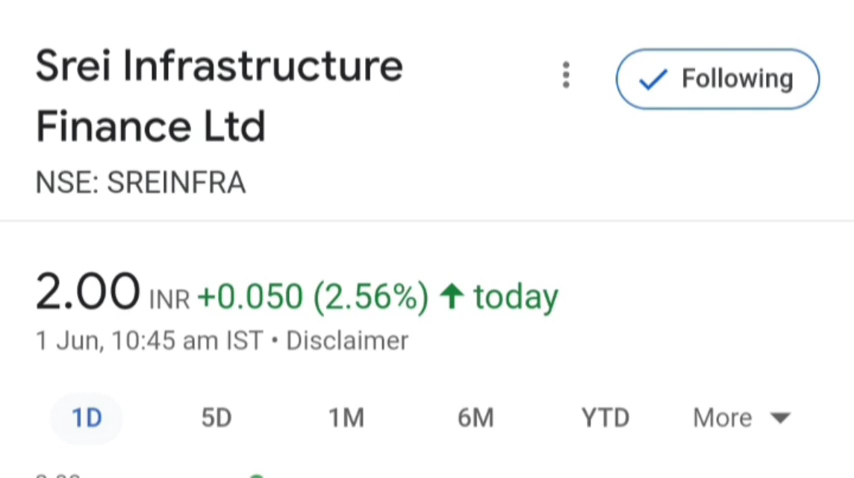 Srei Infrastructure
Finance Ltd
Following
NSE: SREINFRA
2.00 INR +0.050 (2.56%) ↑ today
1 Jun, 10:45 am IST • Disclaimer
1D 5D 1M 6M YTD More